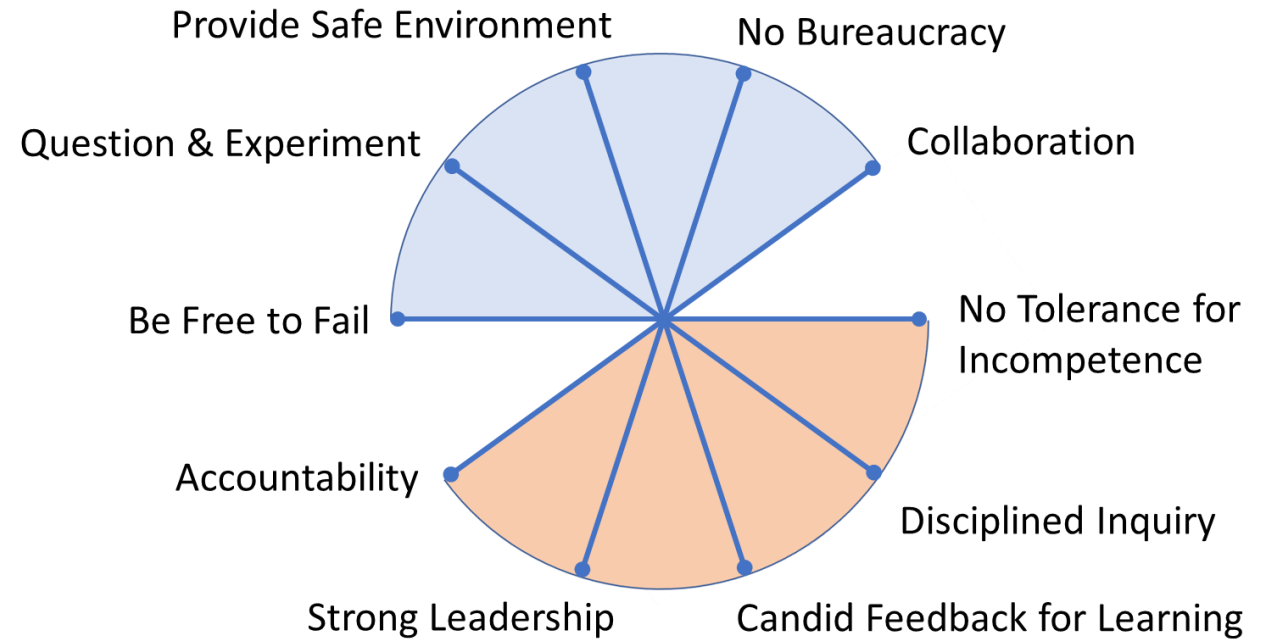 Provide Safe Environment
No Bureaucracy
Question & Experiment
Collaboration
Be Free to Fail
No Tolerance for
Incompetence
Accountability
Disciplined Inquiry
Strong Leadership
Candid Feedback for Learning